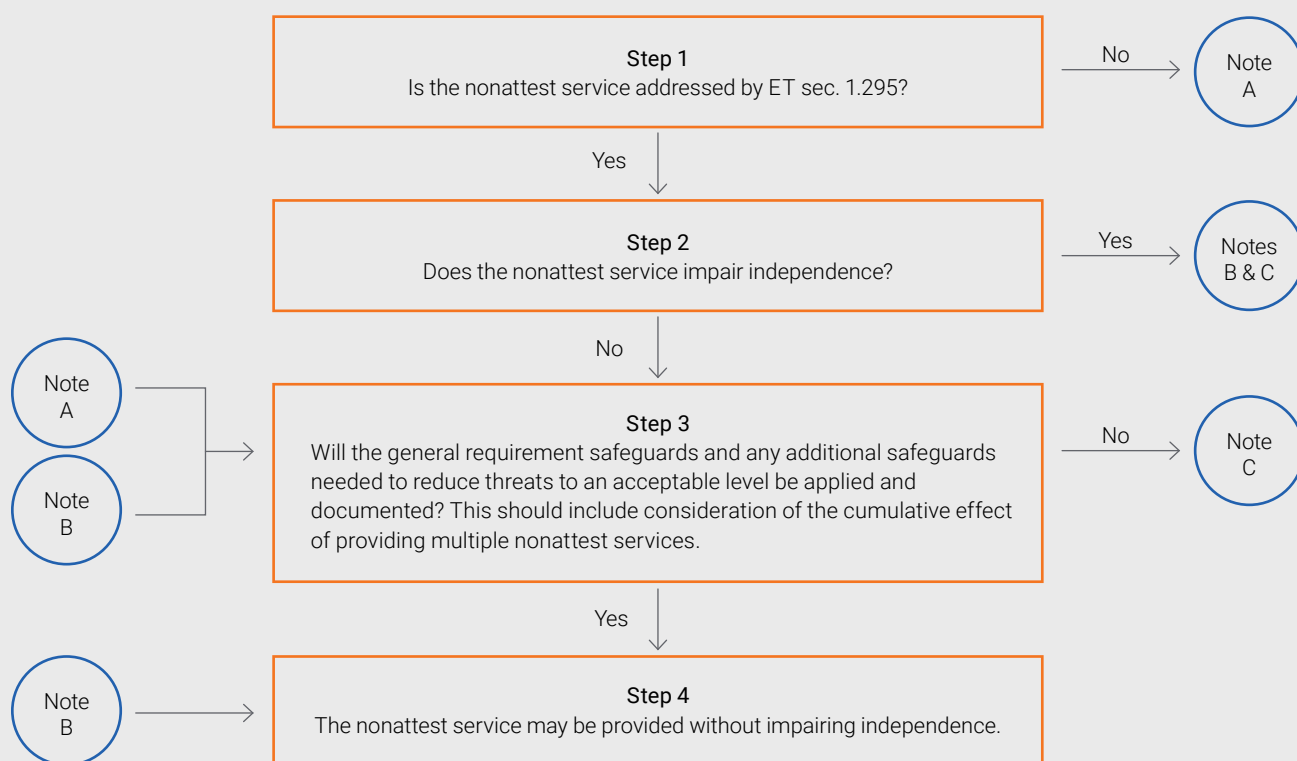 Step 1
Is the nonattest service addressed by ET sec. 1.295?
No
Note
A
Yes
Step 2
Does the nonattest service impair independence?
Yes
Notes
B & C
No
Note
A
Note
B
Step 3
Will the general requirement safeguards and any additional safeguards
needed to reduce threats to an acceptable level be applied and
documented? This should include consideration of the cumulative effect
of providing multiple nonattest services.
No
Note
C
Yes
Note
B
Step 4
The nonattest service may be provided without impairing independence.